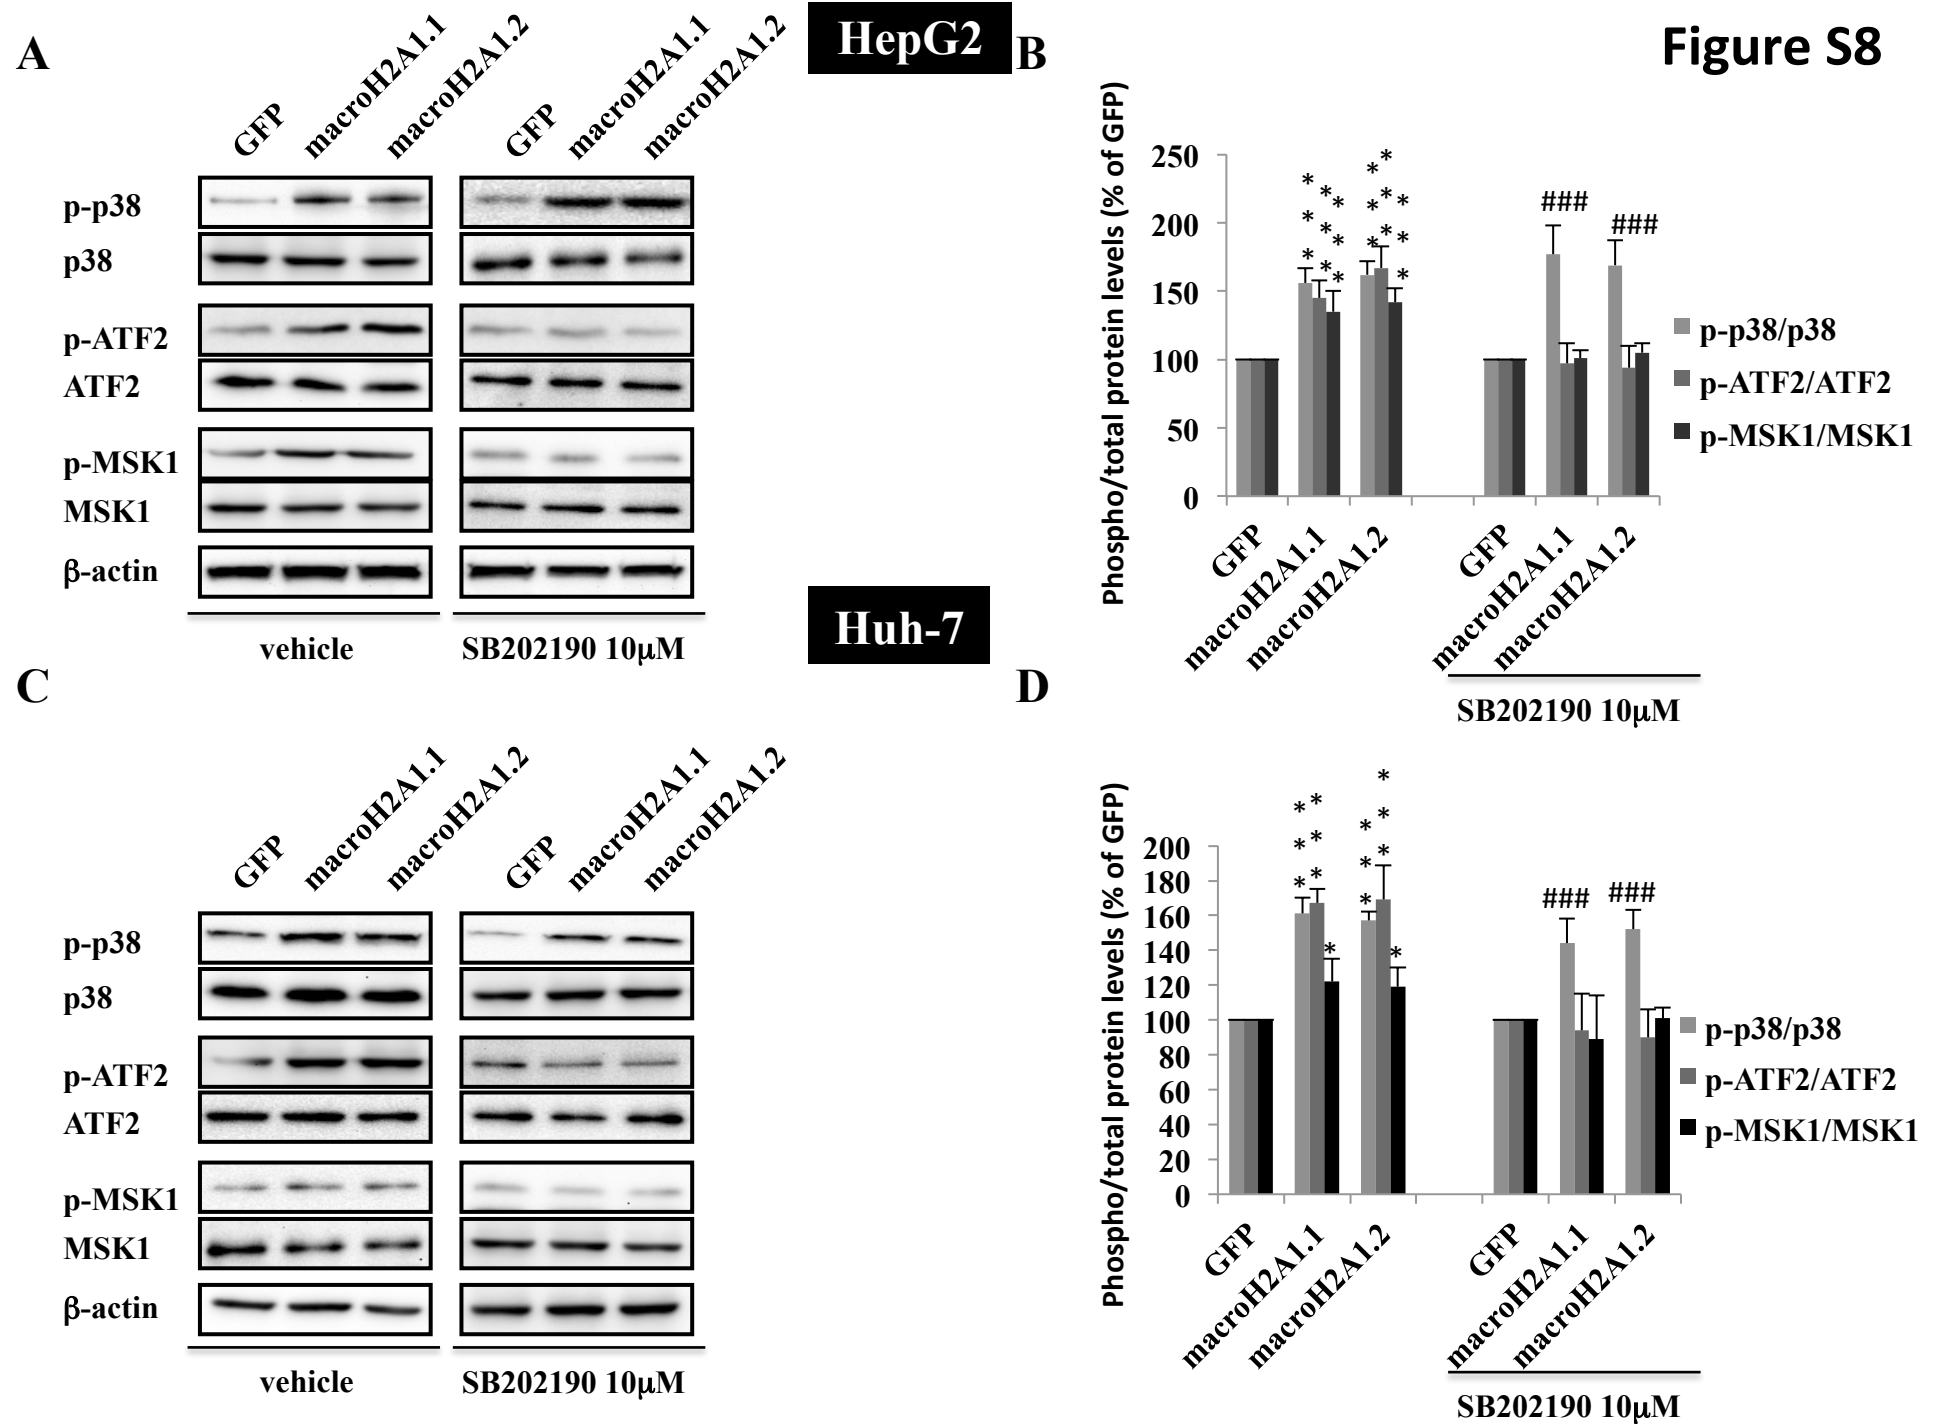 Figure S8
HepG2
A
GFP
macroH2A1.1
macroH2A1.2
GFP
macroH2A1.1
macroH2A1.2
p-p38
p38
p-ATF2
ATF2
p-MSK1
MSK1
β-actin
vehicle
SB202190 10μM
B
Phospho/total protein levels (% of GFP)
250
200
150
100
50
0
* * *
* * *
* * *
* * *
* * *
* * *
###
###
GFP
macroH2A1.1
macroH2A1.2
GFP
macroH2A1.1
macroH2A1.2
SB202190 10μM
p-p38/p38
p-ATF2/ATF2
p-MSK1/MSK1
Huh-7
C
GFP
macroH2A1.1
macroH2A1.2
GFP
macroH2A1.1
macroH2A1.2
p-p38
p38
p-ATF2
ATF2
p-MSK1
MSK1
β-actin
vehicle
SB202190 10μM
D
Phospho/total protein levels (% of GFP)
200
180
160
140
120
100
80
60
40
20
0
* * *
* * *
*
* * *
* * *
*
###
###
GFP
macroH2A1.1
macroH2A1.2
GFP
macroH2A1.1
macroH2A1.2
SB202190 10μM
p-p38/p38
p-ATF2/ATF2
p-MSK1/MSK1